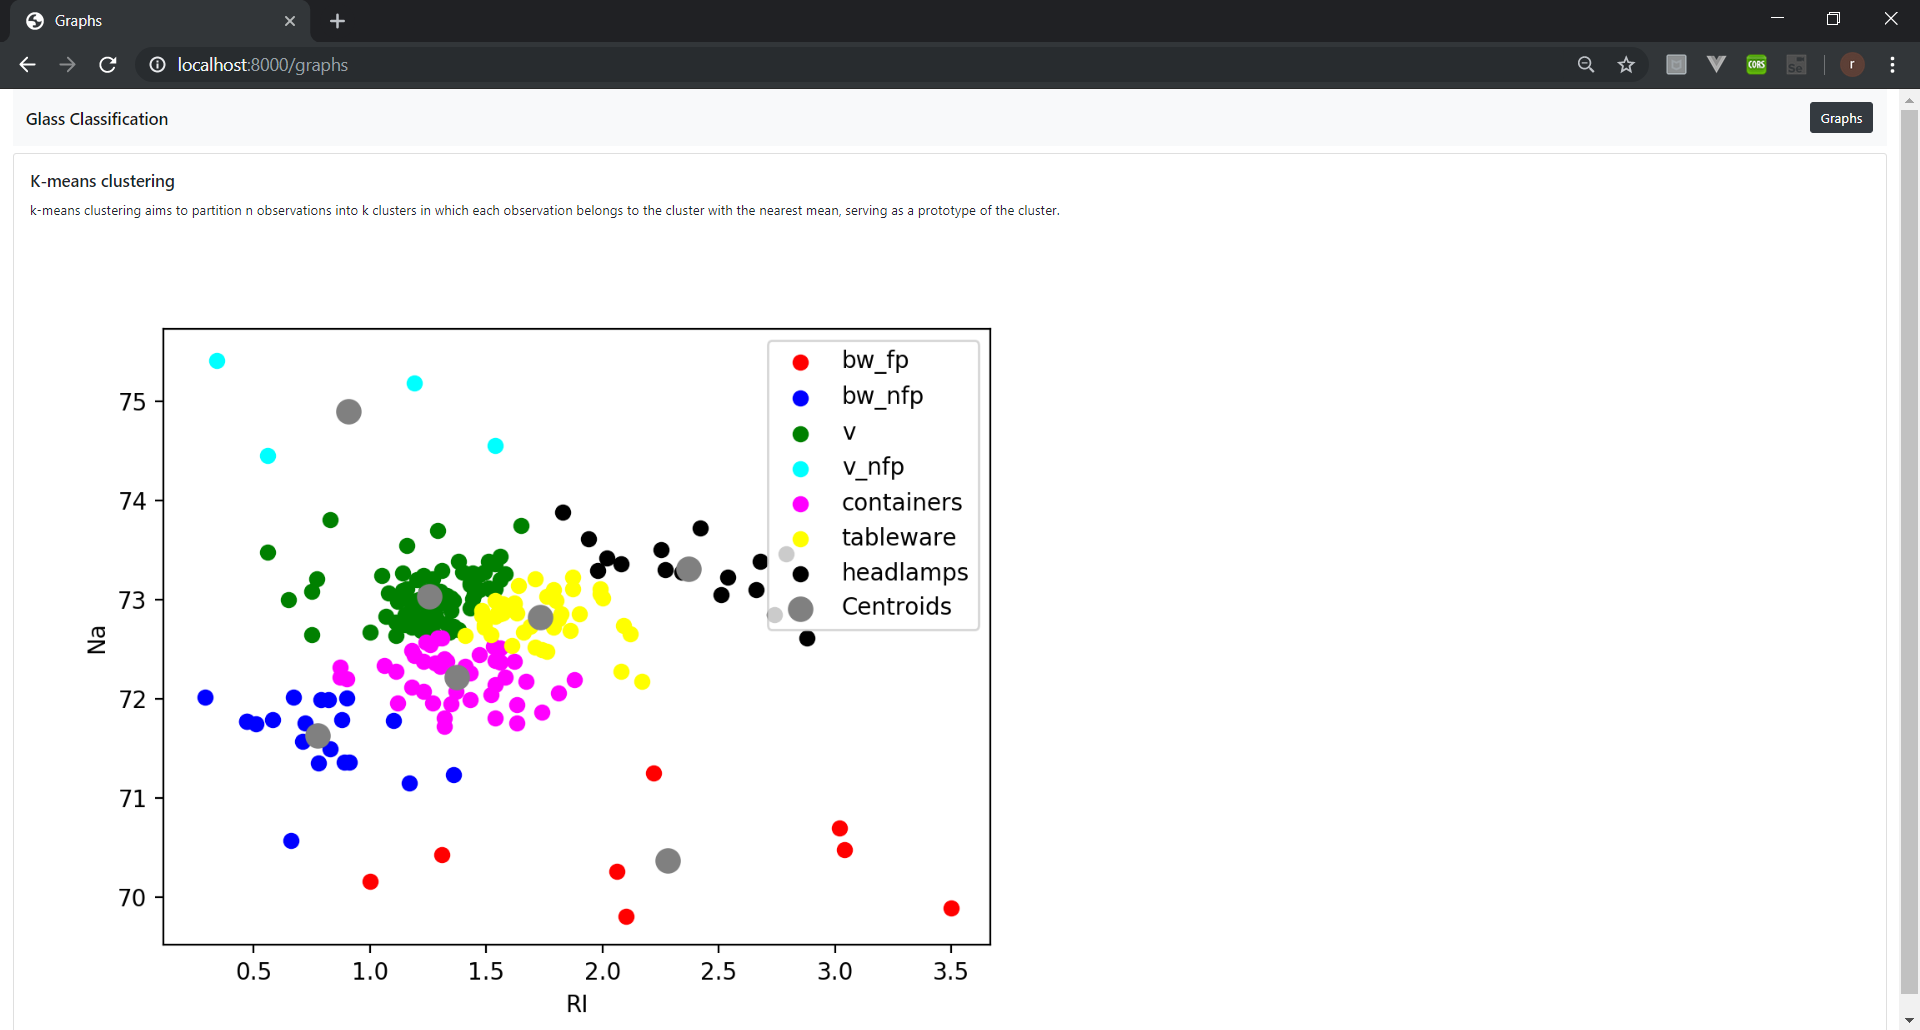 Graphs
localhost:8000/graphs
CORS
Se
r
Glass Classification
Graphs
K-means clustering
k-means clustering aims to partition n observations into k clusters in which each observation belongs to the cluster with the nearest mean, serving as a prototype of the cluster.
bw_fp
bw_nfp
v
v_nfp
containers
tableware
headlamps
Centroids
75
74
73
72
71
70
Na
0.5 1.0 1.5 2.0 2.5 3.0 3.5
RI